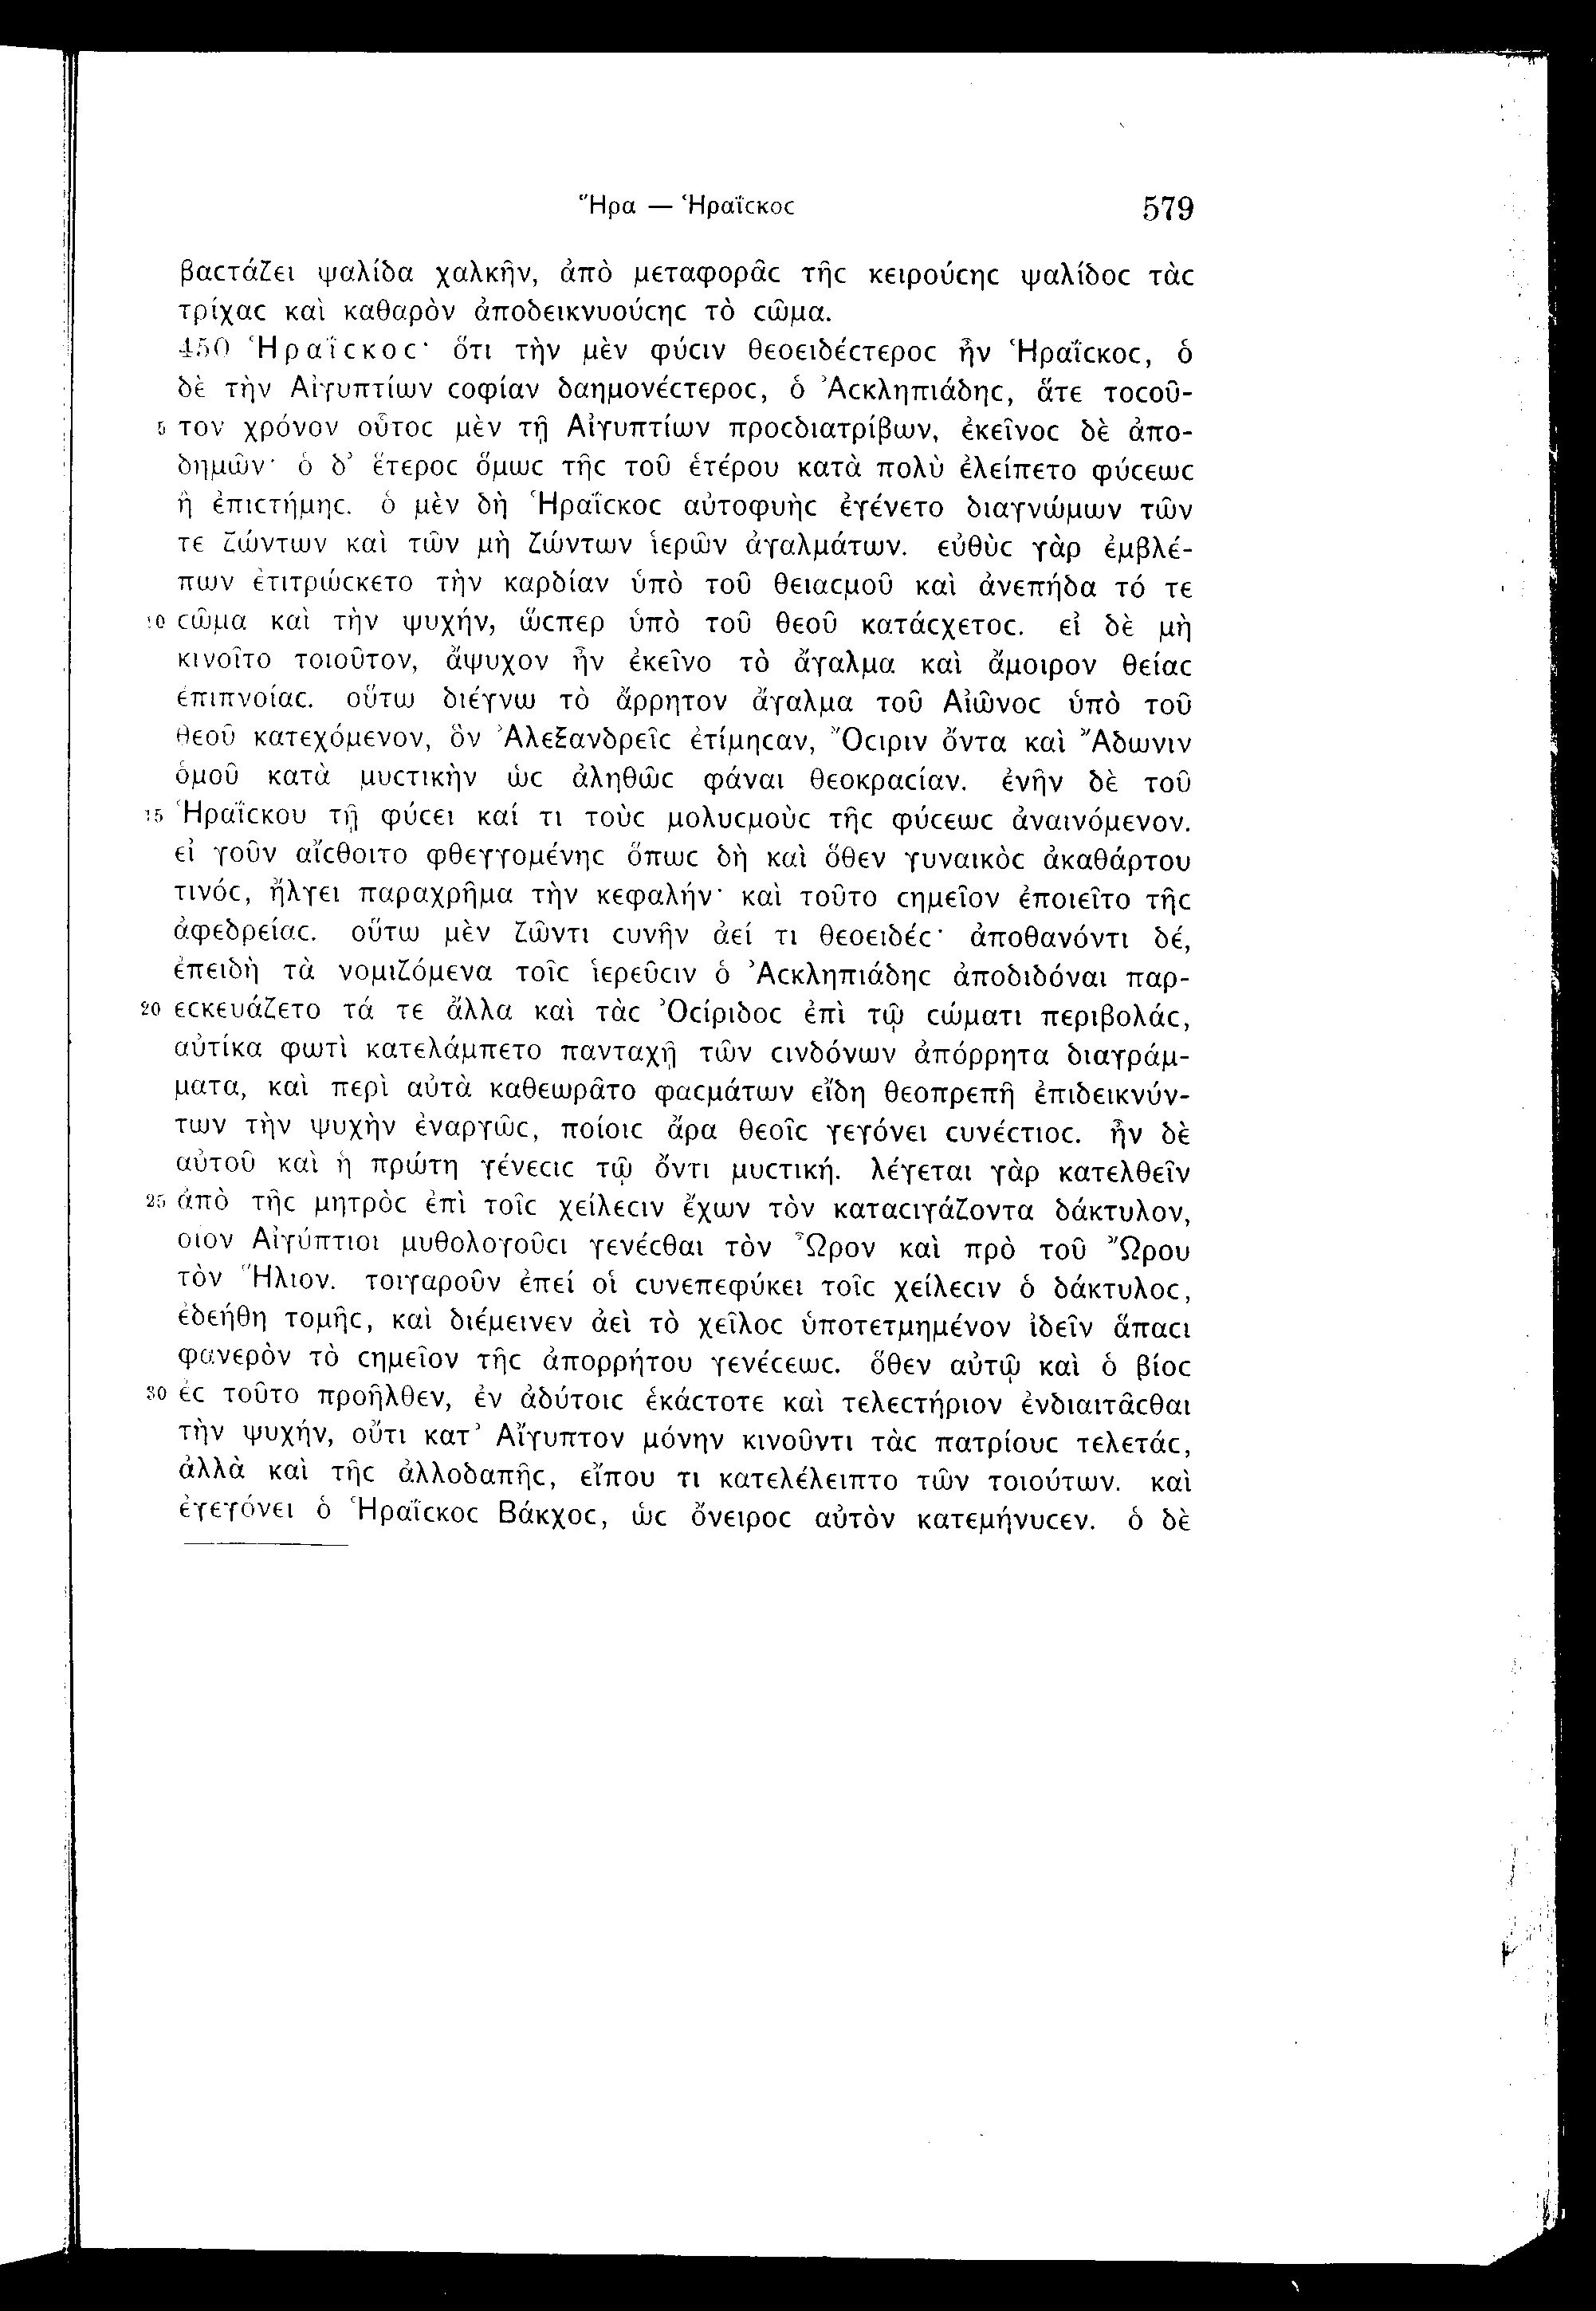 Ἥρα — Ἡραΐϲκοϲ 579
βαϲτάζει ψαλίδα χαλκῆν, ἀπὸ μεταφορᾶϲ τῆϲ κειρούϲηϲ ψαλίδοϲ τὰϲ
τρίχαϲ καὶ καθαρὸν ἀποδεικνυούϲηϲ τὸ ϲῶμα.
450 Ἡραΐϲκοϲ· ὅτι τὴν μὲν φύϲιν θεοειδέϲτεροϲ ἦν Ἡραΐϲκοϲ, ὁ
δὲ τὴν Αἰγυπτίων ϲοφίαν δαημονέϲτεροϲ, ὁ Ἀϲκληπιάδηϲ, ἅτε τοϲοῦ-
5 τον χρόνον οὗτοϲ μὲν τῇ Αἰγυπτίων προϲδιατρίβων, ἐκεῖνοϲ δὲ ἀπο-
δημῶν· ὁ δ’ ἕτεροϲ ὅμωϲ τῆϲ τοῦ ἑτέρου κατὰ πολὺ ἐλείπετο φύϲεωϲ
ἢ ἐπιϲτήμηϲ. ὁ μὲν δὴ Ἡραΐϲκοϲ αὐτοφυὴϲ ἐγένετο διαγνώμων τῶν
τε ζώντων καὶ τῶν μὴ ζώντων ἱερῶν ἀγαλμάτων. εὐθὺϲ γὰρ ἐμβλέ-
πων ἐτιτρώϲκετο τὴν καρδίαν ὑπὸ τοῦ θειαϲμοῦ καὶ ἀνεπήδα τό τε
10 ϲῶμα καὶ τὴν ψυχήν, ὥϲπερ ὑπὸ τοῦ θεοῦ κατάϲχετοϲ. εἰ δὲ μὴ
κινοῖτο τοιοῦτον, ἄψυχον ἦν ἐκεῖνο τὸ ἄγαλμα καὶ ἄμοιρον θείαϲ
ἐπιπνοίαϲ. οὕτω διέγνω τὸ ἄρρητον ἄγαλμα τοῦ Αἰῶνοϲ ὑπὸ τοῦ
θεοῦ κατεχόμενον, ὃν Ἀλεξανδρεῖϲ ἐτίμηϲαν, Ὄϲιριν ὄντα καὶ Ἄδωνιν
ὁμοῦ κατὰ μυϲτικὴν ὡϲ ἀληθῶϲ φάναι θεοκραϲίαν. ἐνῆν δὲ τοῦ
15 Ἡραΐϲκου τῇ φύϲει καί τι τοὺϲ μολυϲμοὺϲ τῆϲ φύϲεωϲ ἀναινόμενον.
εἰ γοῦν αἴϲθοιτο φθεγγομένηϲ ὅπωϲ δὴ καὶ ὅθεν γυναικὸϲ ἀκαθάρτου
τινόϲ, ἤλγει παραχρῆμα τὴν κεφαλήν· καὶ τοῦτο ϲημεῖον ἐποιεῖτο τῆϲ
ἀφεδρείαϲ. οὕτω μὲν ζῶντι ϲυνῆν ἀεί τι θεοειδέϲ· ἀποθανόντι δέ,
ἐπειδὴ τὰ νομιζόμενα τοῖϲ ἱερεῦϲιν ὁ Ἀϲκληπιάδηϲ ἀποδιδόναι παρ-
20 εϲκευάζετο τά τε ἄλλα καὶ τὰϲ Ὀϲίριδοϲ ἐπὶ τῷ ϲώματι περιβολάϲ,
αὐτίκα φωτὶ κατελάμπετο πανταχῇ τῶν ϲινδόνων ἀπόρρητα διαγράμ-
ματα, καὶ περὶ αὐτὰ καθεωρᾶτο φαϲμάτων εἴδη θεοπρεπῆ ἐπιδεικνύν-
των τὴν ψυχὴν ἐναργῶϲ, ποίοιϲ ἄρα θεοῖϲ γεγόνει ϲυνέϲτιοϲ. ἦν δὲ
αὐτοῦ καὶ ἡ πρώτη γένεϲιϲ τῷ ὄντι μυϲτική. λέγεται γὰρ κατελθεῖν
25 ἀπὸ τῆϲ μητρὸϲ ἐπὶ τοῖϲ χείλεϲιν ἔχων τὸν καταϲιγάζοντα δάκτυλον,
οἷον Αἰγύπτιοι μυθολογοῦϲι γενέϲθαι τὸν Ὧρον καὶ πρὸ τοῦ Ὤρου
τὸν Ἥλιον. τοιγαροῦν ἐπεί οἱ ϲυνεπεφύκει τοῖϲ χείλεϲιν ὁ δάκτυλοϲ,
ἐδεήθη τομῆϲ, καὶ διέμεινεν ἀεὶ τὸ χεῖλοϲ ὑποτετμημένον ἰδεῖν ἅπαϲι
φανερὸν τὸ ϲημεῖον τῆϲ ἀπορρήτου γενέϲεωϲ. ὅθεν αὐτῷ καὶ ὁ βίοϲ
30 ἐϲ τοῦτο προῆλθεν, ἐν ἀδύτοιϲ ἑκάϲτοτε καὶ τελεϲτήριον ἐνδιαιτᾶϲθαι
τὴν ψυχήν, οὔτι κατ’ Αἴγυπτον μόνην κινοῦντι τὰϲ πατρίουϲ τελετάϲ,
ἀλλὰ καὶ τῆϲ ἀλλοδαπῆϲ, εἴπου τι κατελέλειπτο τῶν τοιούτων. καὶ
ἐγεγόνει ὁ Ἡραΐϲκοϲ Βάκχοϲ, ὡϲ ὄνειροϲ αὐτὸν κατεμήνυϲεν. ὁ δὲ